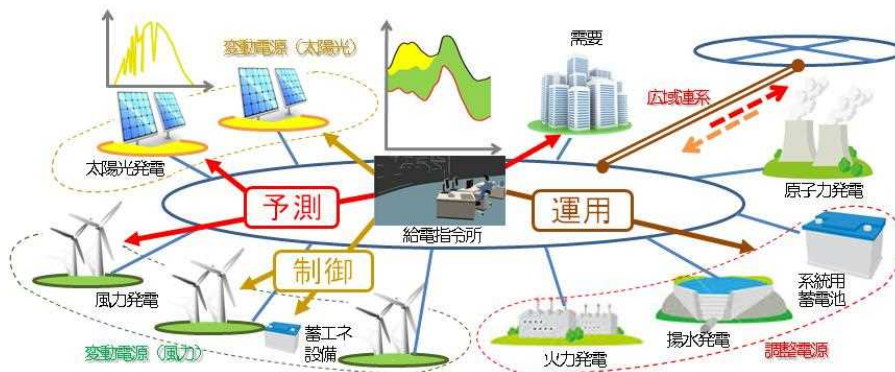 変動電源（太陽光）
需要
広域連系
太陽光発電
原子力発電
予測
運用
給電指令所
制御
風力発電
系統用
蓄電池
蓄エネ
設備
変動電源（風力）
火力発電
揚水発電
調整電源